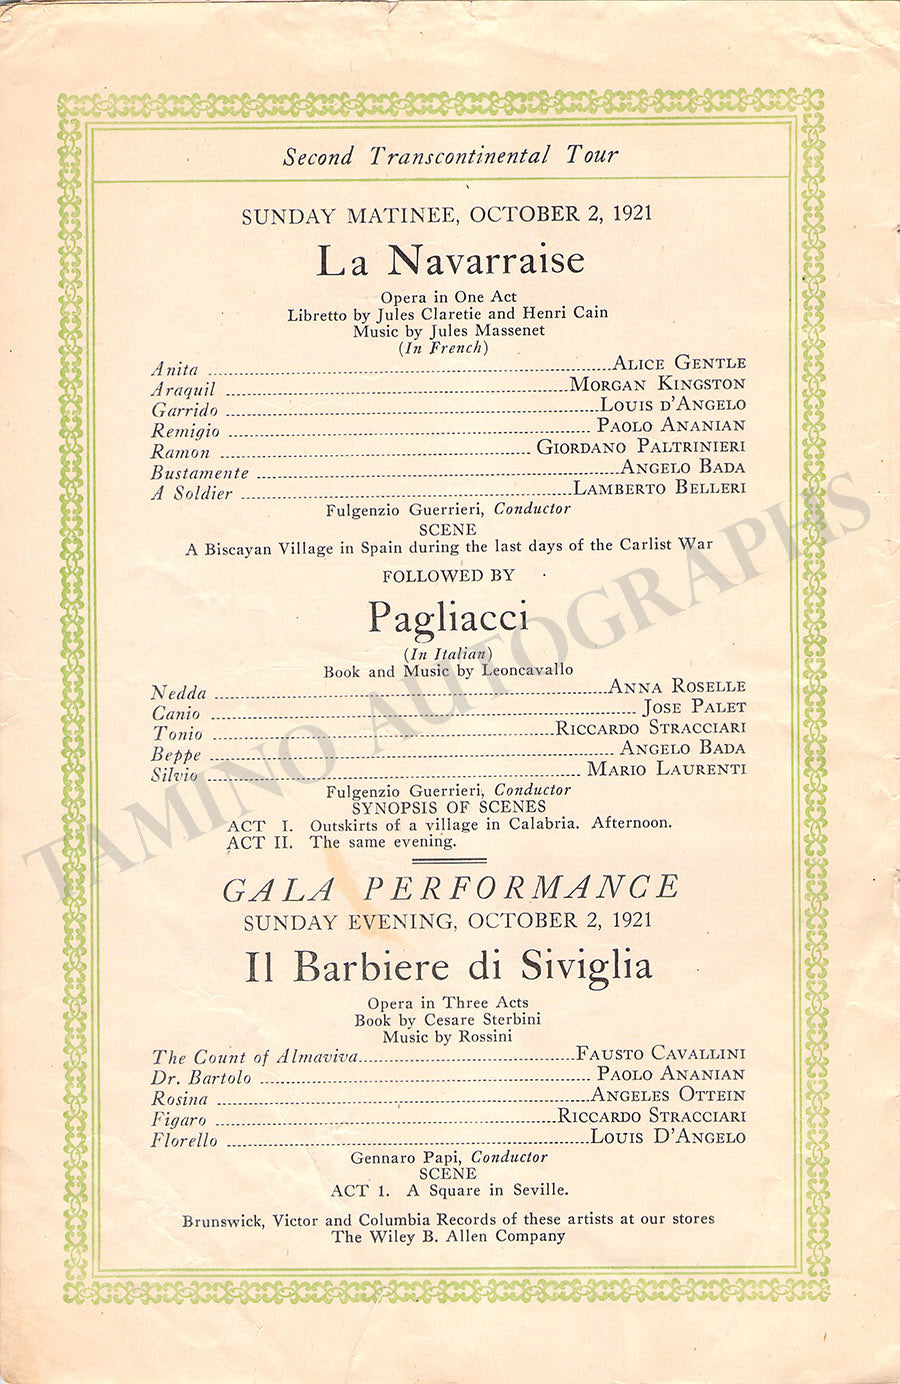 Second Transcontinental Tour
SUNDAY MATINEE, OCTOBER 2, 1921
La Navarraise
Opera in One Act
Libretto by Jules Claretie and Henri Cain
Music by Jules Massenet
(In French)
Anita ALICE GENTLE
Araquil MORGAN KINGSTON
Garrido LOUIS D'ANGELO
Remigio PAOLO ANANIAN
Ramon GIORDANO PALTRINIERI
Bustamente ANGELO BADA
A Soldier LAMBERTO BELLERI
Fulgenzio Guerrieri, Conductor
SCENE
A Biscayan Village in Spain during the last days of the Carlist War
FOLLOWED BY
Pagliacci
(In Italian)
Book and Music by Leoncavallo
Nedda ANNA ROSELLE
Canio JOSE PALET
Tonio RICCARDO STRACCIARI
Beppe ANGELO BADA
Silvio MARIO LAURENTI
Fulgenzio Guerrieri, Conductor
SYNOPSIS OF SCENES
ACT I. Outskirts of a village in Calabria. Afternoon.
ACT II. The same evening.
GALA PERFORMANCE
SUNDAY EVENING, OCTOBER 2, 1921
Il Barbiere di Siviglia
Opera in Three Acts
Book by Cesare Sterbini
Music by Rossini
The Count of Almaviva FAUSTO CAVALLINI
Dr. Bartolo PAOLO ANANIAN
Rosina ANGELES OTTEIN
Figaro RICCARDO STRACCIARI
Florello LOUIS D'ANGELO
Gennaro Papi, Conductor
SCENE
ACT 1. A Square in Seville.
Brunswick, Victor and Columbia Records of these artists at our stores
The Wiley B. Allen Company
TAMINO AUTOGRAPHS